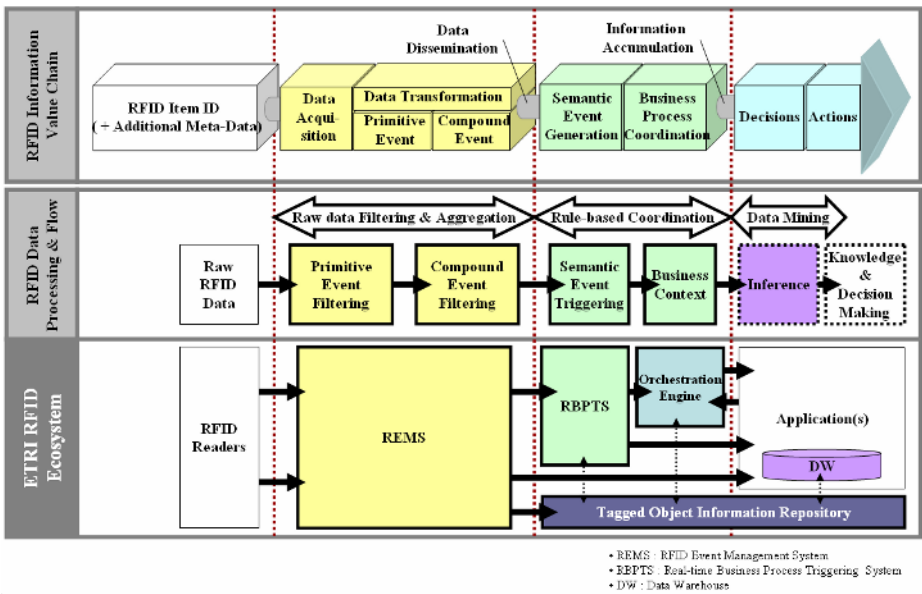 RFID Information
Value Chain
Data
Dissemination
Information
Accumulation
RFID Item ID
( + Additional Meta-Data)
Data
Acqui-
sition
Data Transformation
Primitive
Event
Compound
Event
Semantic
Event
Generation
Business
Process
Coordination
Decisions
Actions
RFID Data
Processing & Flow
Raw data Filtering & Aggregation
Rule-based Coordination
Data Mining
Raw
RFID
Data
Primitive
Event
Filtering
Compound
Event
Filtering
Semantic
Event
Triggering
Business
Context
Inference
Knowledge
&
Decision
Making
ETRI RFID
Ecosystem
RFID
Readers
REMS
RBPTS
Orchestration
Engine
Application(s)
DW
Tagged Object Information Repository
• REMS : RFID Event Management System
• RBPTS : Real-time Business Process Triggering System
• DW : Data Warehouse